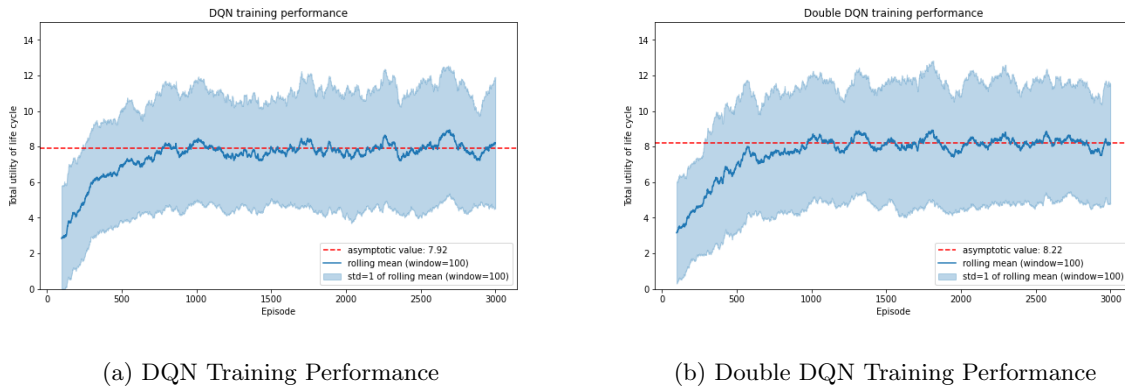 DQN training performance
Total utility of life cycle
14
12
10
8
6
4
2
0
0
500
1000
1500
2000
2500
3000
Episode
asymptotic value: 7.92
rolling mean (window=100)
std=1 of rolling mean (window=100)
(a) DQN Training Performance
Double DQN training performance
Total utility of life cycle
14
12
10
8
6
4
2
0
0
500
1000
1500
2000
2500
3000
Episode
asymptotic value: 8.22
rolling mean (window=100)
std=1 of rolling mean (window=100)
(b) Double DQN Training Performance